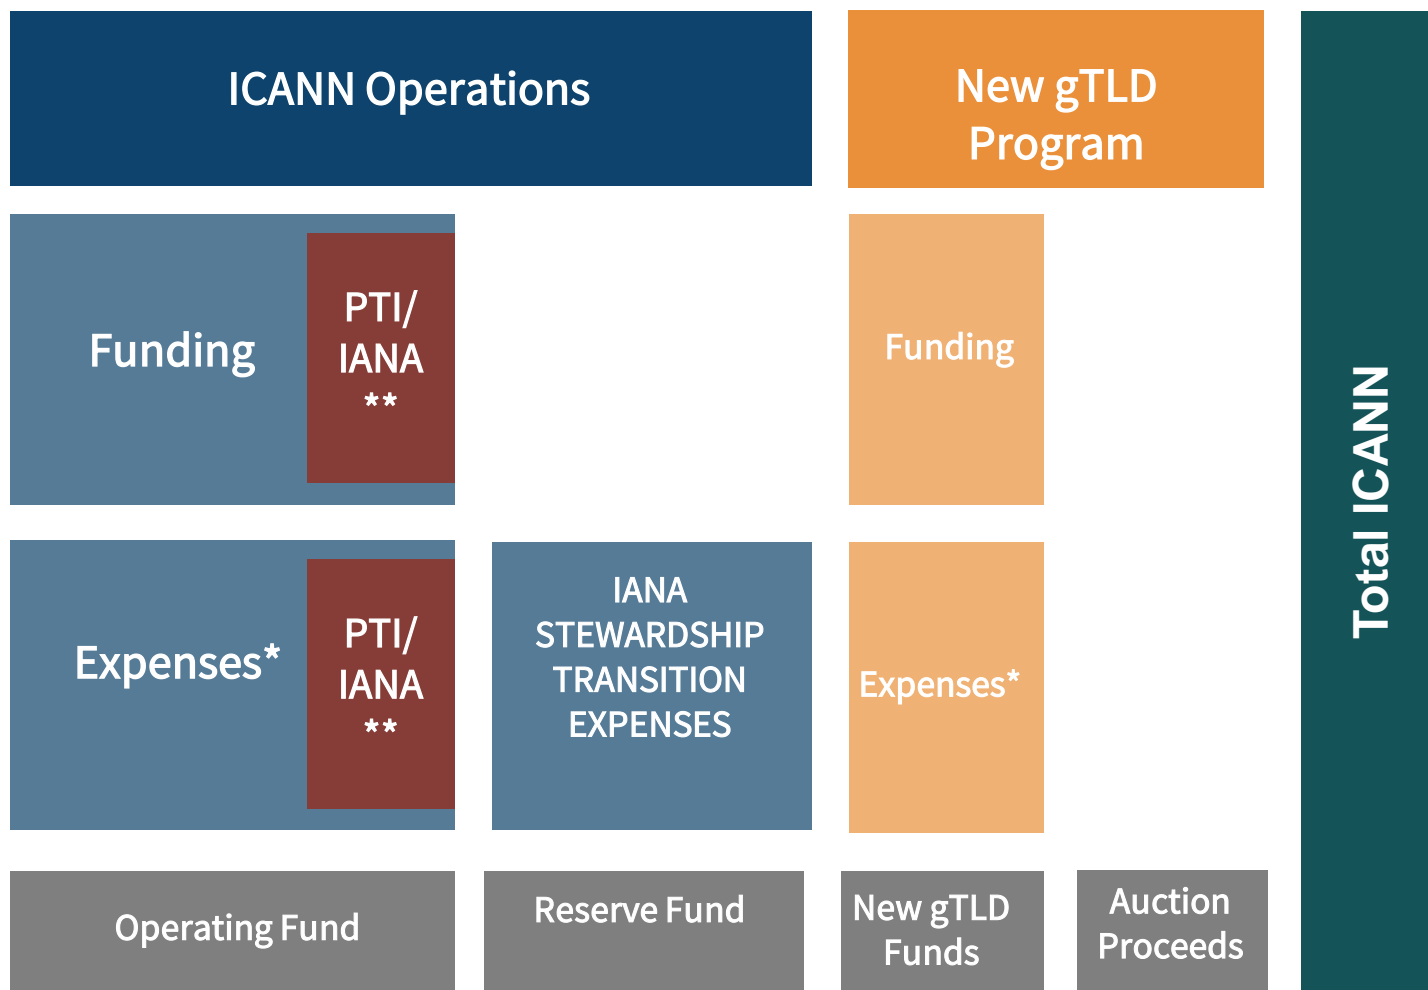 ICANN Operations
New gTLD
Program
Funding
PTI/
IANA
**
Funding
Expenses*
PTI/
IANA
**
IANA
STEWARDSHIP
TRANSITION
EXPENSES
Expenses*
Operating Fund
Reserve Fund
New gTLD
Funds
Auction
Proceeds
Total ICANN